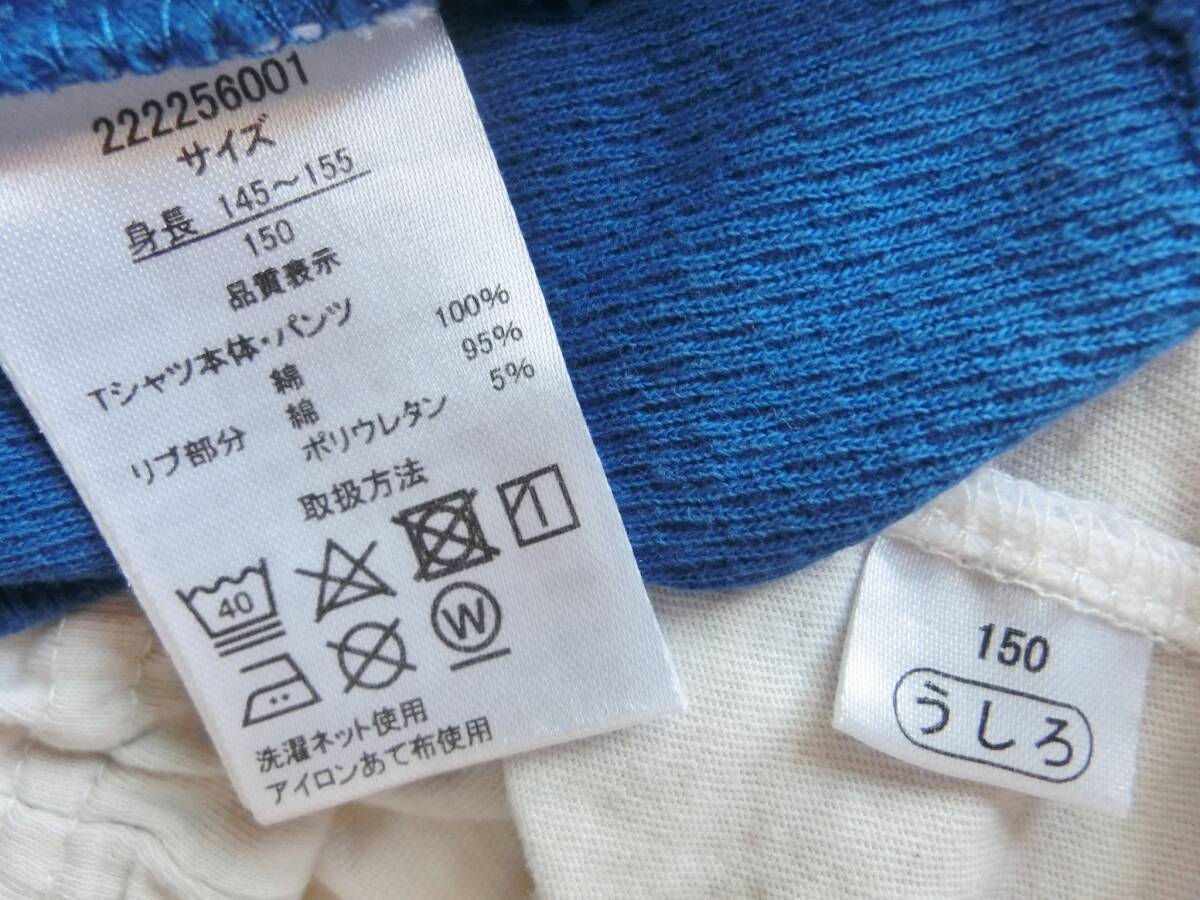 222256001
サイズ
身長 145～155
150
品質表示
Tシャツ本体・パンツ
綿 100%
リブ部分 綿 95%
ポリウレタン 5%
取扱方法
40
W
洗濯ネット使用
アイロンあて布使用
150
うしろ